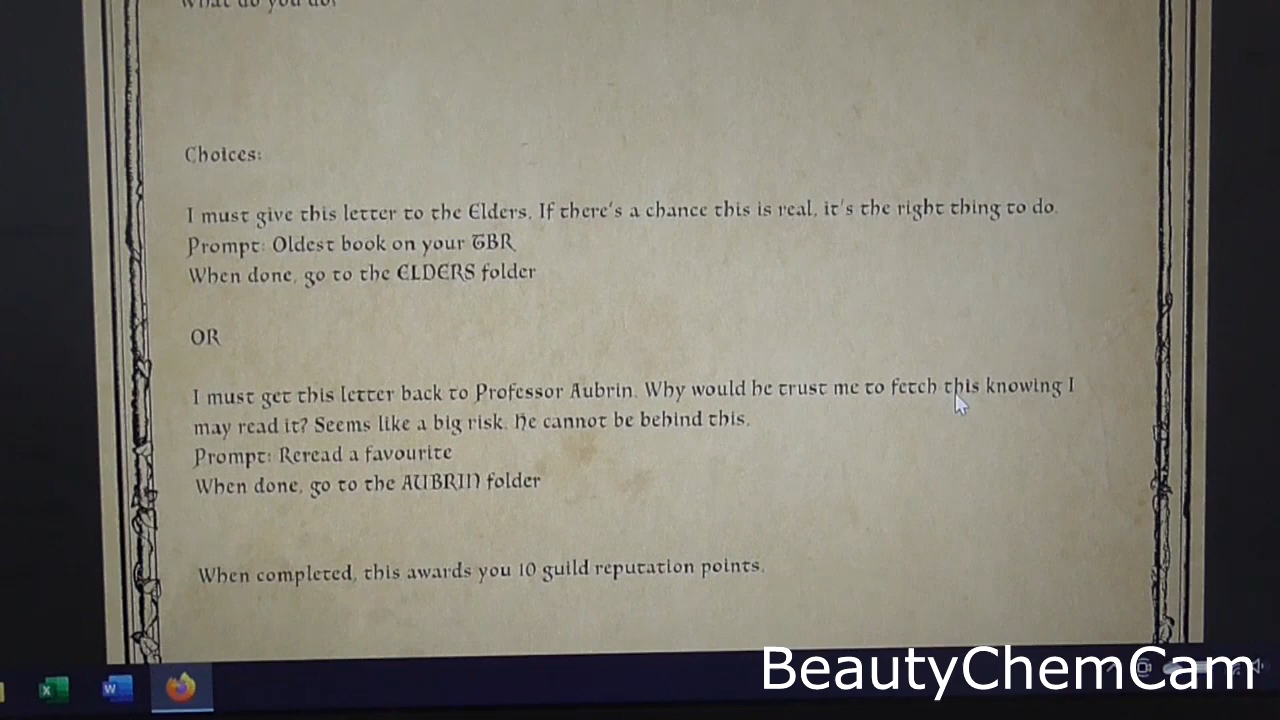 What do you do?
Choices:
I must give this letter to the Elders. If there's a chance this is real, it's the right thing to do.
Prompt: Oldest book on your TBR
When done, go to the ELDERS folder
OR
I must get this letter back to Professor Aubrin. Why would he trust me to fetch this knowing I
may read it? Seems like a big risk. He cannot be behind this.
Prompt: Reread a favourite
When done, go to the AUBRIN folder
When completed, this awards you 10 guild reputation points.
BeautyChemCam